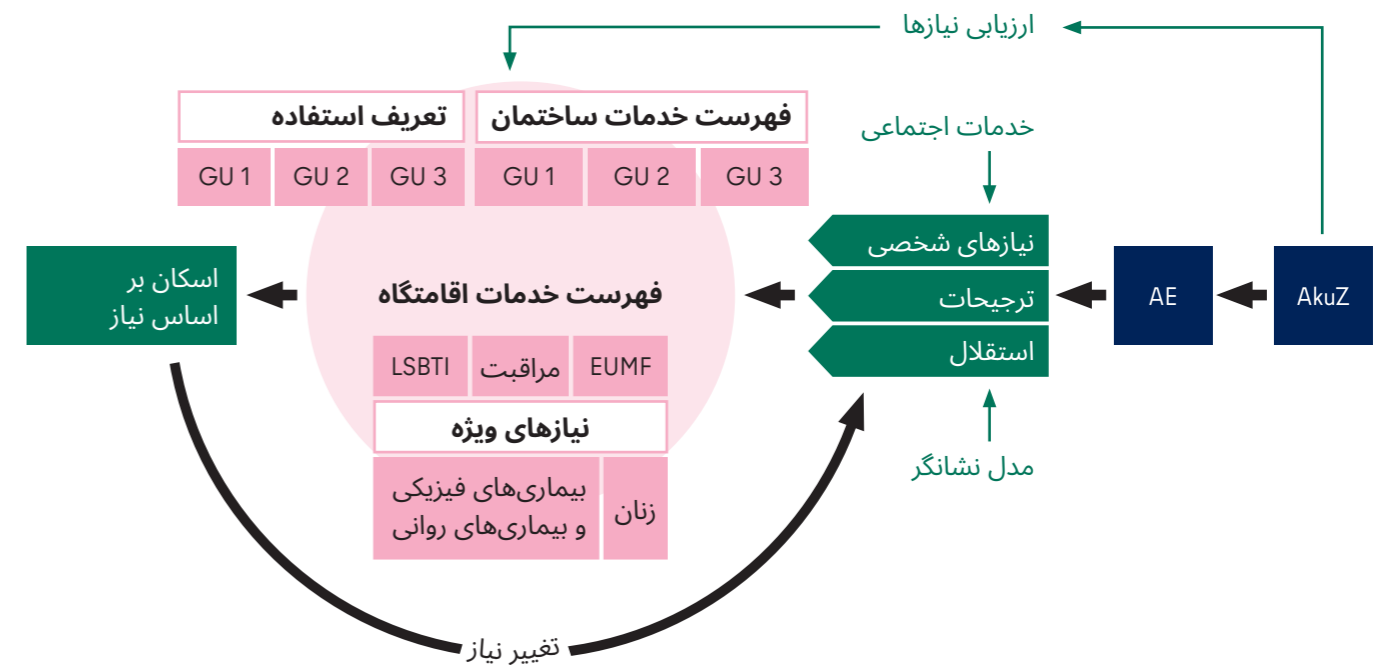 ارزیابی نیازها
خدمات اجتماعی
فهرست خدمات ساختمان
تعریف استفاده
GU 1
GU 2
GU 3
GU 1
GU 2
GU 3
AkuZ
AE
نیازهای شخصی
ترجیحات
استقلال
مدل نشانگر
فهرست خدمات اقامتگاه
EUMF
مراقبت
LSBTI
نیازهای ویژه
زنان
بیماری‌های فیزیکی
و بیماری‌های روانی
اسکان بر
اساس نیاز
تغییر نیاز